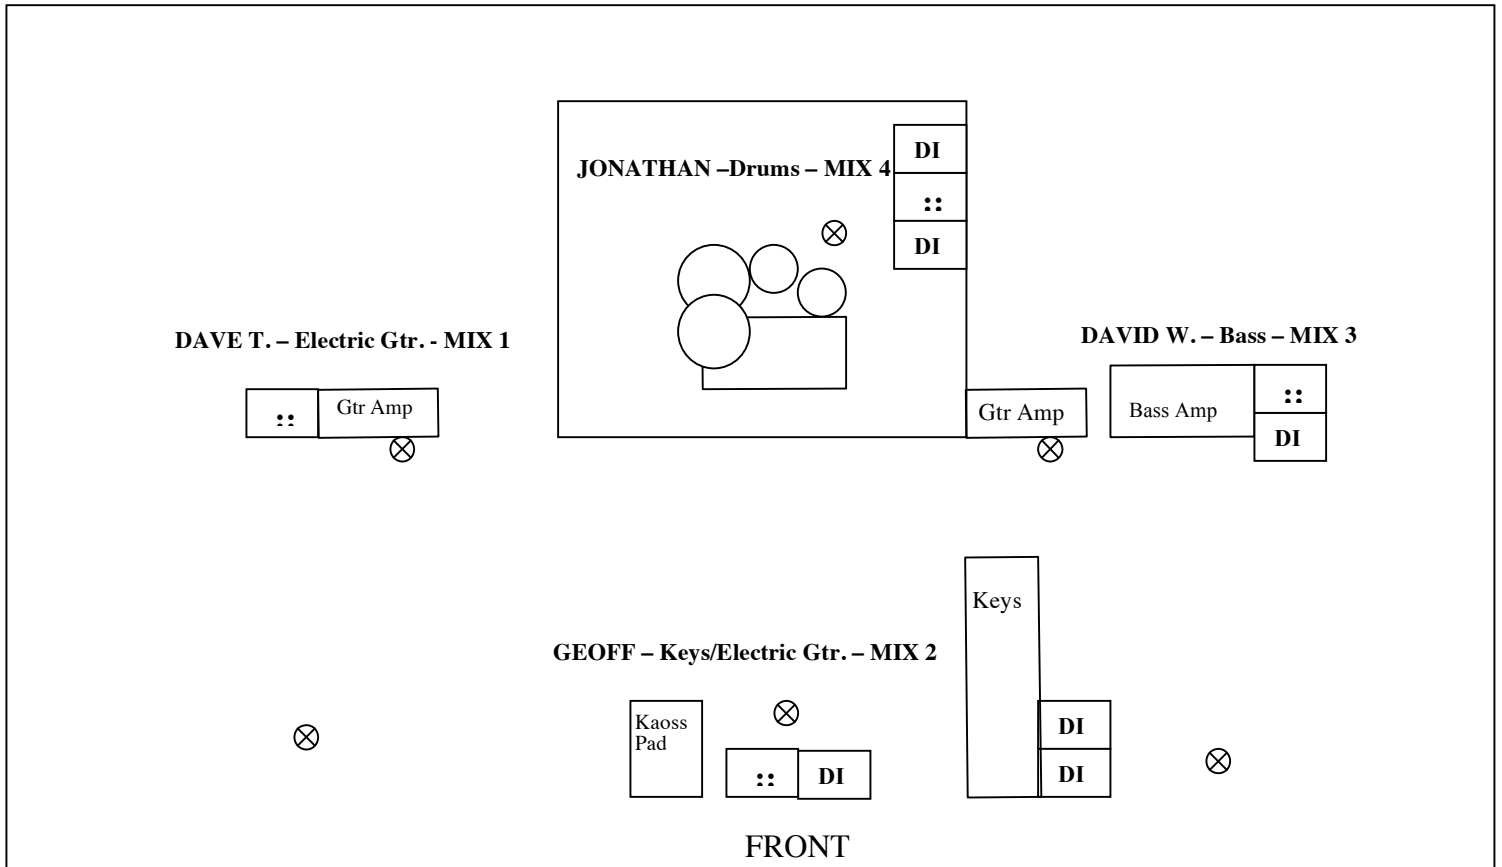 DI
JONATHAN –Drums – MIX 4
::
DI
DAVE T. – Electric Gtr. - MIX 1
DAVID W. – Bass – MIX 3
:: Gtr Amp
Gtr Amp
Bass Amp
::
DI
Keys
GEOFF – Keys/Electric Gtr. – MIX 2
Kaoss
Pad
:: DI
DI
DI
FRONT